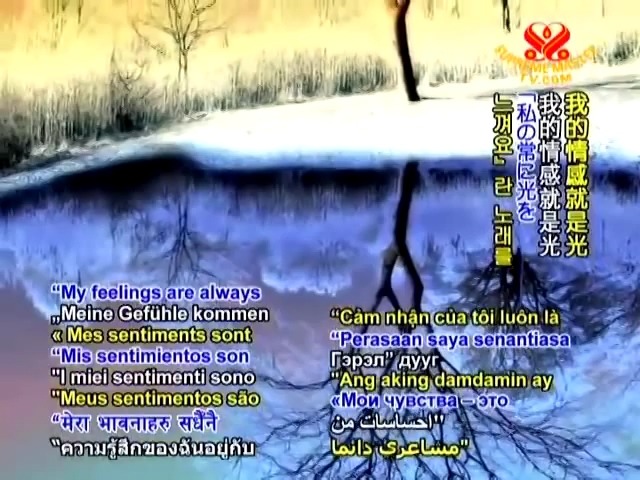 SUPREME MASTER
TV.COM
我的情感就是光
我的情感就是光
「私の常に光を
느껴요」란 노래를
“My feelings are always
„Meine Gefühle kommen
« Mes sentiments sont
“Mis sentimientos son
"I miei sentimenti sono
"Meus sentimentos são
“मेरा भावनाहरु सधैंनै
“ความรู้สึกของฉันอยู่กับ
“Cảm nhận của tôi luôn là
“Perasaan saya senantiasa
Гэрэл” дууг
"Ang aking damdamin ay
«Мои чувства – это
"احساسات من
"مشاعري دائما